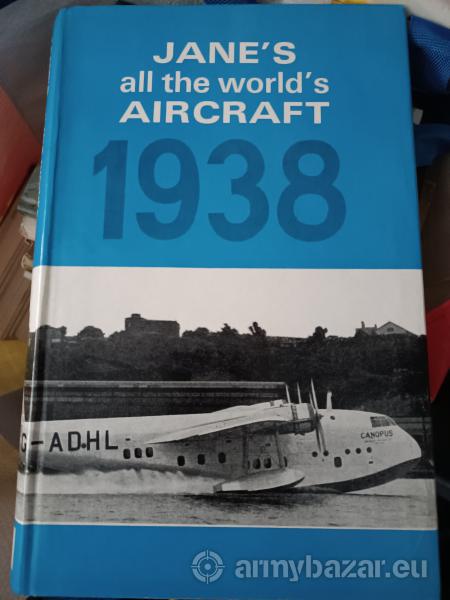 JANE'S
all the world's
AIRCRAFT
1938
G-ADHL
CANOPUS
armybazar.eu